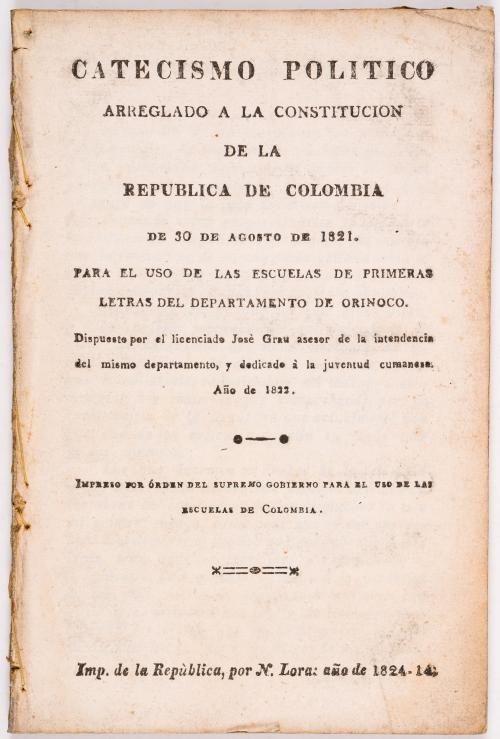 CATECISMO POLITICO
ARREGLADO A LA CONSTITUCION
DE LA
REPUBLICA DE COLOMBIA
DE 30 DE AGOSTO DE 1821.
PARA EL USO DE LAS ESCUELAS DE PRIMERAS
LETRAS DEL DEPARTAMENTO DE ORINOCO.
Dispuesto por el licenciado Josè Grau asesor de la intendencia
del mismo departamento, y dedicado à la juventud cumanesa.
Año de 1822.
IMPRESO POR ÓRDEN DEL SUPREMO GOBIERNO PARA EL USO DE LAS
ESCUELAS DE COLOMBIA.
Imp. de la Repùblica, por N. Lora: año de 1824-14.